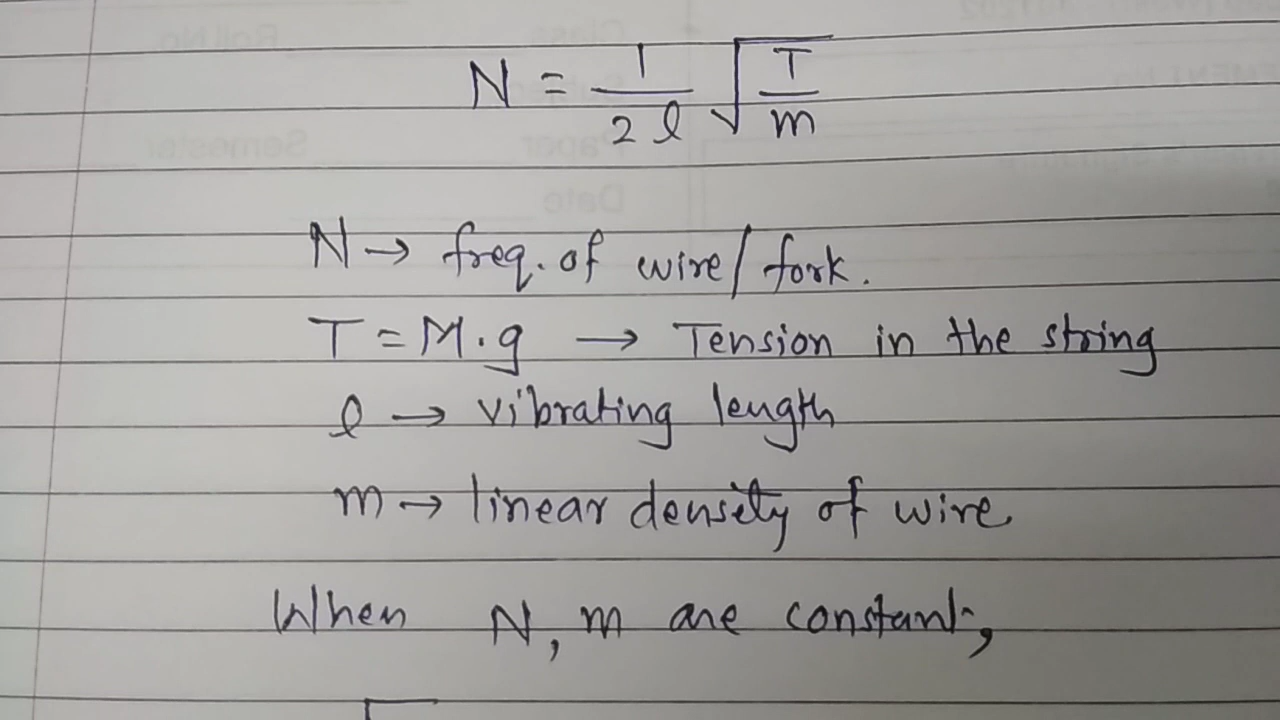 N = 1/2l √T/m
N → freq. of wire/fork.
T = M.g → Tension in the string
l → vibrating length
m → linear density of wire
When N, m are constant,